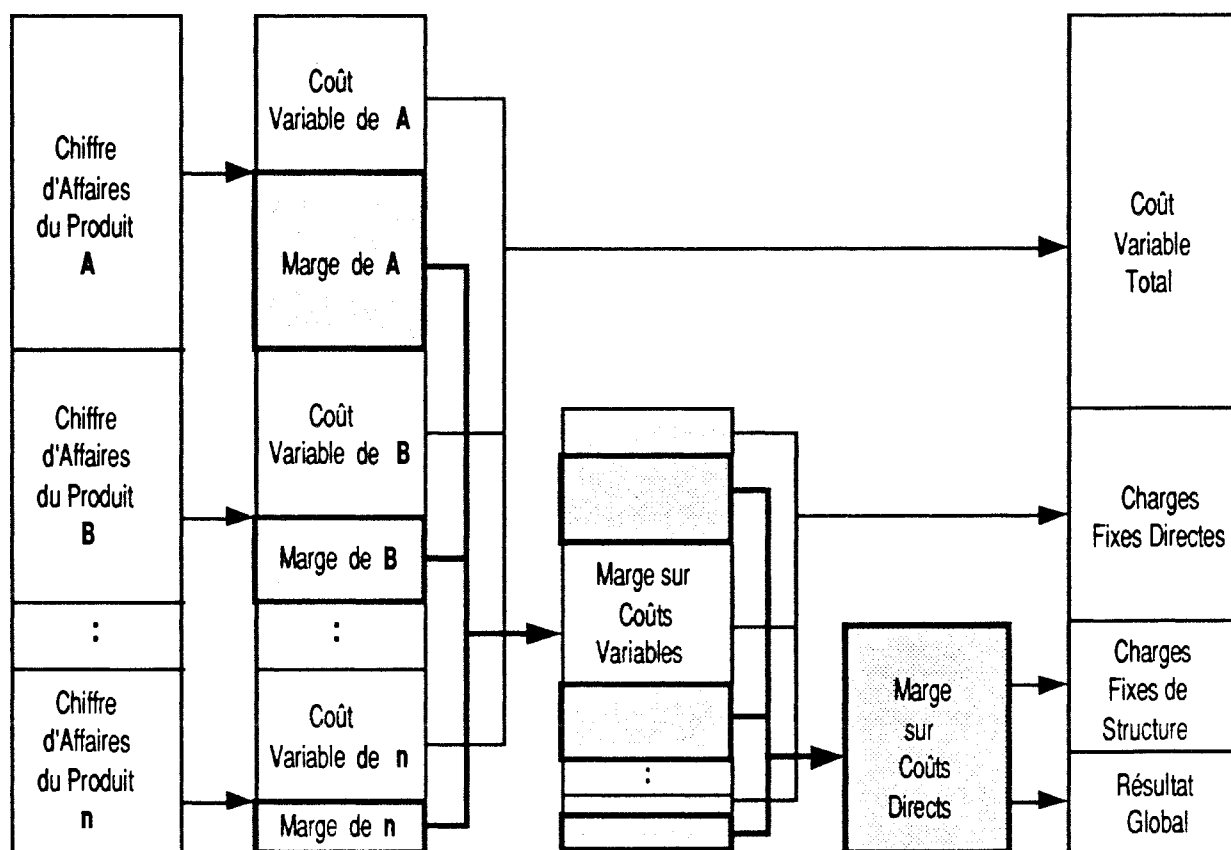 Chiffre
d'Affaires
du Produit
A
Chiffre
d'Affaires
du Produit
B
:
Chiffre
d'Affaires
du Produit
n
Coût
Variable de A
Marge de A
Coût
Variable de B
Marge de B
:
Coût
Variable de n
Marge de n
Marge sur
Coûts
Variables
:
Marge
sur
Coûts
Directs
Coût
Variable
Total
Charges
Fixes Directes
Charges
Fixes de
Structure
Résultat
Global